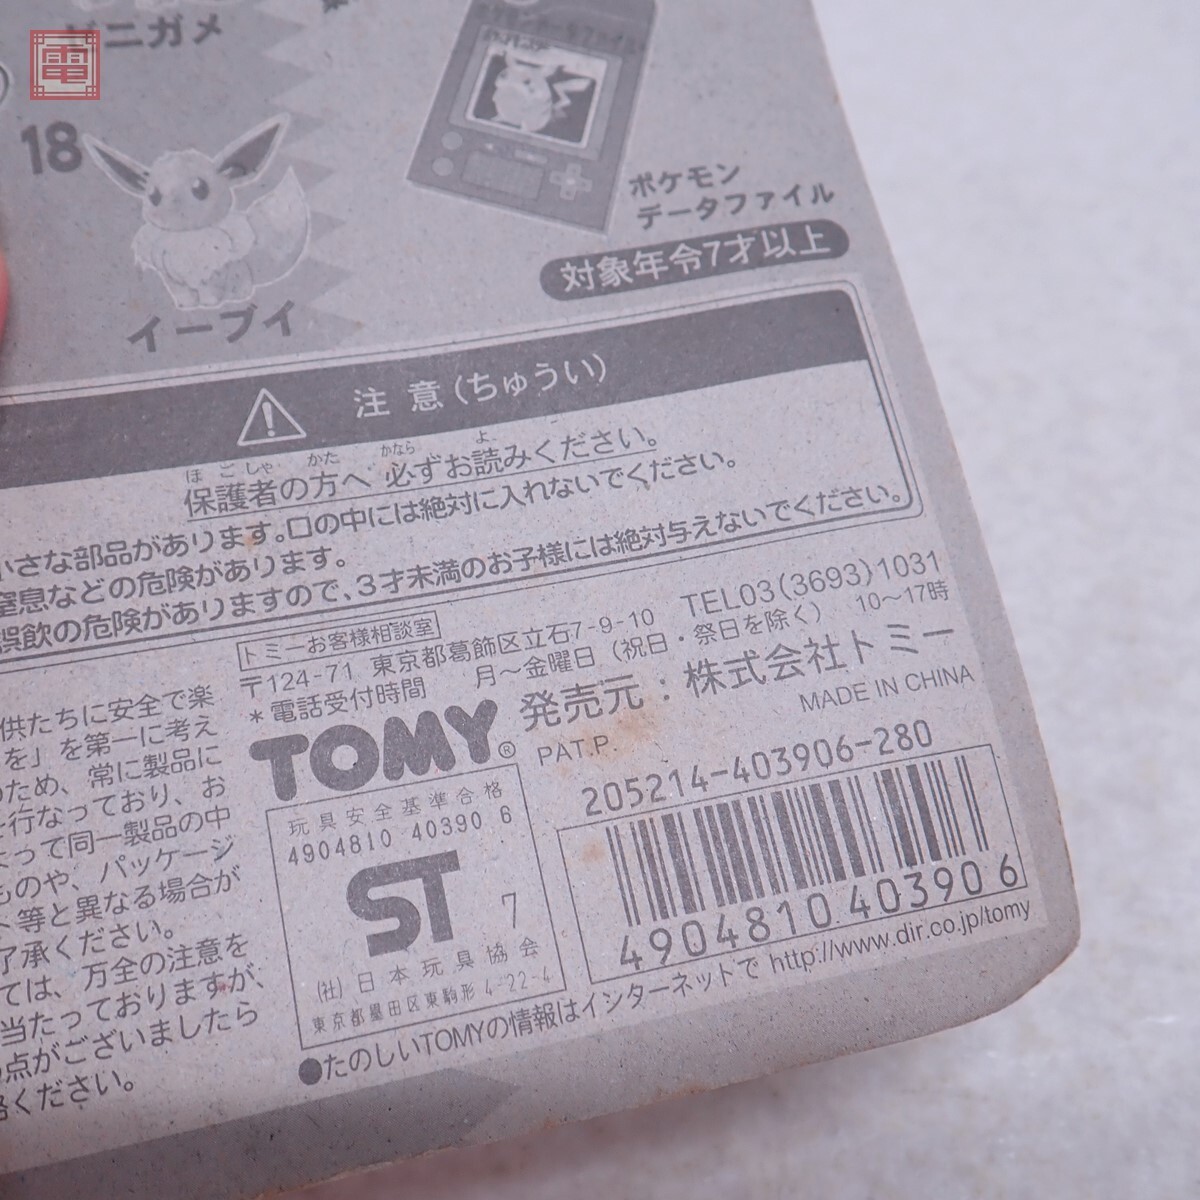 電
ゼニガメ
18
イーブイ
ポケモン
データファイル
対象年令7才以上
注意(ちゅうい)
ほごしゃ かた かなら よ
保護者の方へ 必ずお読みください。
小さな部品があります。口の中には絶対に入れないでください。
窒息などの危険があります。
誤飲の危険がありますので、3才未満のお子様には絶対与えないでください。
トミーお客様相談室
〒124-71 東京都葛飾区立石7-9-10 TEL03(3693)1031
*電話受付時間 月〜金曜日(祝日・祭日を除く) 10〜17時
TOMY® 発売元:株式会社トミー
PAT.P. MADE IN CHINA
205214-403906-280
玩具安全基準合格
4904810 40390 6
ST 7
(社)日本玩具協会
東京都墨田区東駒形 4-22-4
4904810403906
●たのしいTOMYの情報はインターネットで http://www.dir.co.jp/tomy
供たちに安全で楽
を」を第一に考え
ため、常に製品に
行なっており、お
よって同一製品の中
ものや、パッケージ
等と異なる場合が
了承ください。
ては、万全の注意を
当たっておりますが、
点がございましたら
絡ください。